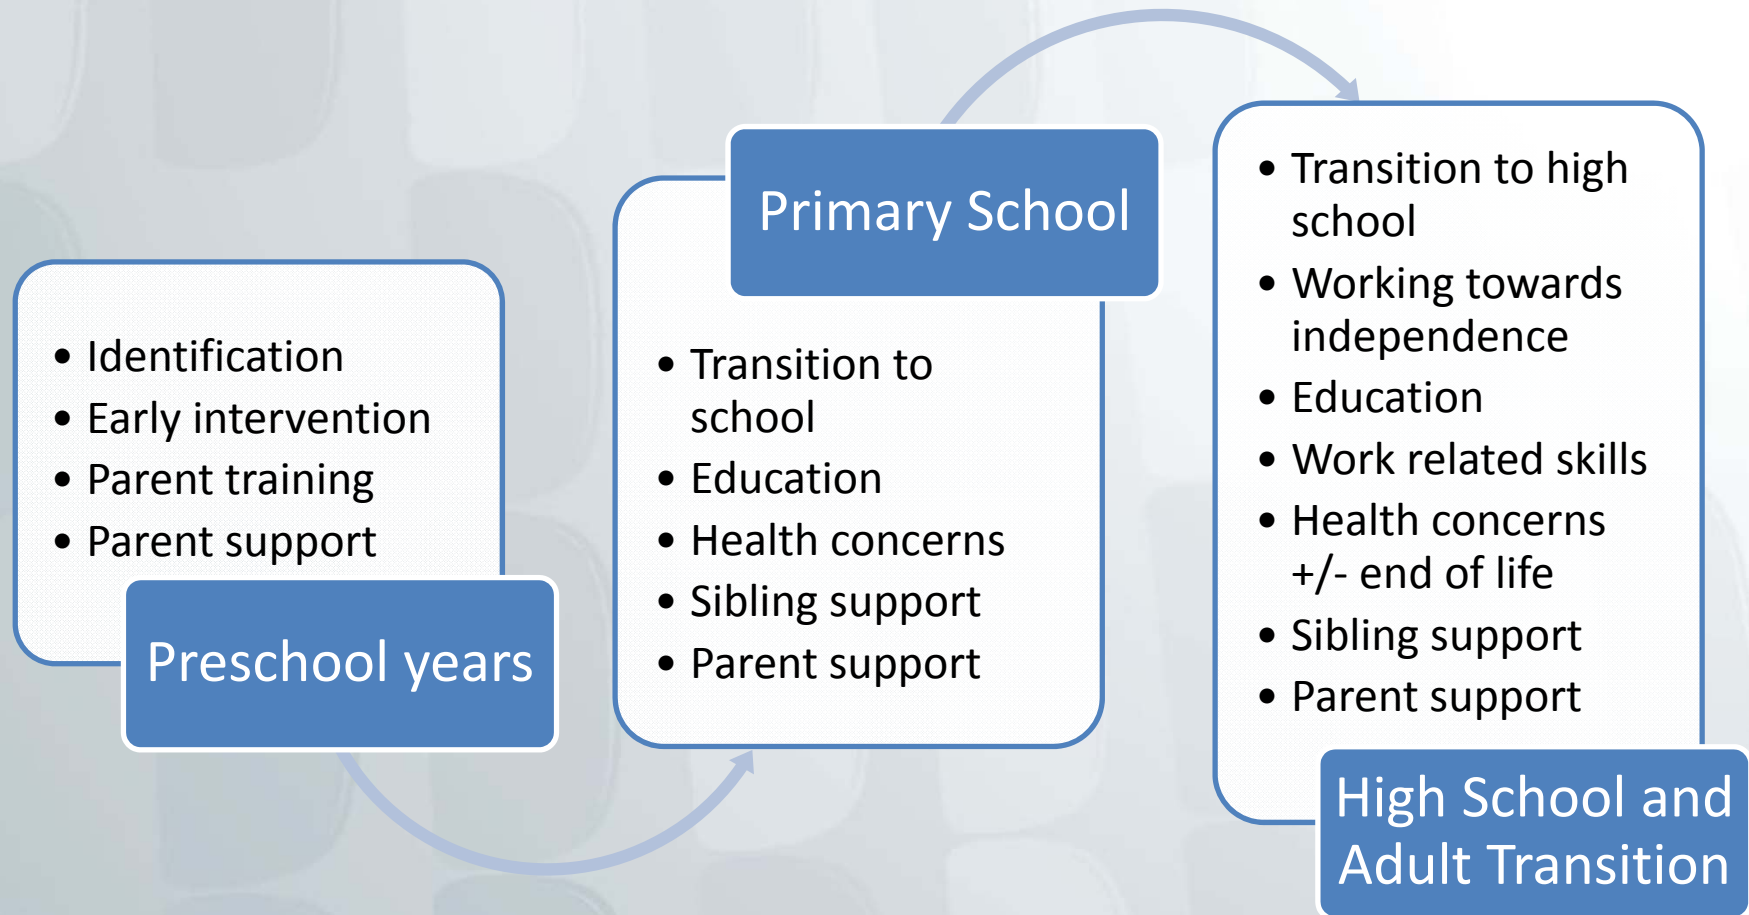 • Identification
• Early intervention
• Parent training
• Parent support
Preschool years
Primary School
• Transition to
school
• Education
• Health concerns
• Sibling support
• Parent support
• Transition to high
school
• Working towards
independence
• Education
• Work related skills
• Health concerns
+/- end of life
• Sibling support
• Parent support
High School and
Adult Transition